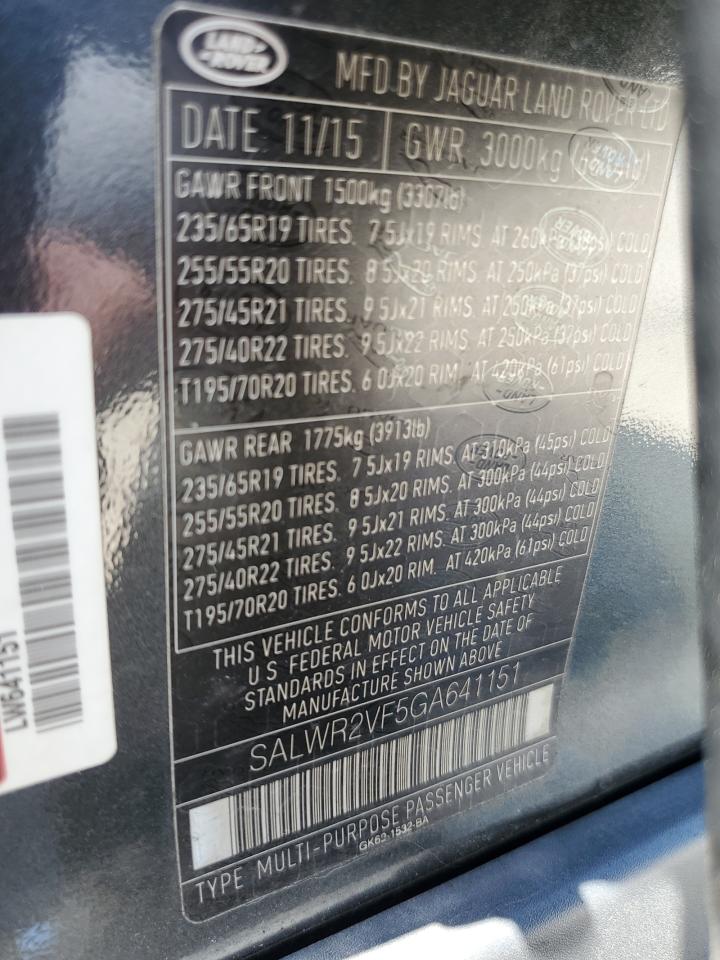 LAND-
-ROVER
MFD BY JAGUAR LAND ROVER LTD
DATE 11/15 GWR 3000kg
GAWR FRONT 1500kg (3307lb)
235/65R19 TIRES. 7 5Jx19 RIMS. AT 260kPa COLD
255/55R20 TIRES. 8 5Jx20 RIMS. AT 250kPa (37psi) COLD
275/45R21 TIRES. 9 5Jx21 RIMS. AT 250kPa (37psi) COLD
275/40R22 TIRES. 9 5Jx22 RIMS. AT 250kPa (37psi) COLD
T195/70R20 TIRES. 6 0Jx20 RIM. AT 420kPa (61psi) COLD
GAWR REAR 1775kg (3913lb)
235/65R19 TIRES. 7 5Jx19 RIMS. AT 310kPa (45psi) COLD
255/55R20 TIRES. 8 5Jx20 RIMS. AT 300kPa (44psi) COLD
275/45R21 TIRES. 9 5Jx21 RIMS. AT 300kPa (44psi) COLD
275/40R22 TIRES. 9 5Jx22 RIMS. AT 300kPa (44psi) COLD
T195/70R20 TIRES. 6 0Jx20 RIM. AT 420kPa (61psi) COLD
THIS VEHICLE CONFORMS TO ALL APPLICABLE
U S FEDERAL MOTOR VEHICLE SAFETY
STANDARDS IN EFFECT ON THE DATE OF
MANUFACTURE SHOWN ABOVE
SALWR2VF5GA641151
TYPE MULTI-PURPOSE PASSENGER VEHICLE
GK62-1532-BA
LW641151